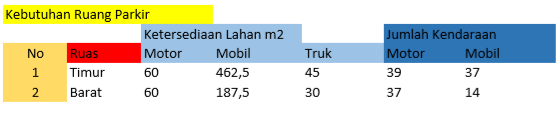 Kebutuhan Ruang Parkir
Ketersediaan Lahan m2 Jumlah Kendaraan
No Ruas Motor Mobil Truk Motor Mobil
1 Timur 60 462,5 45 39 37
2 Barat 60 187,5 30 37 14